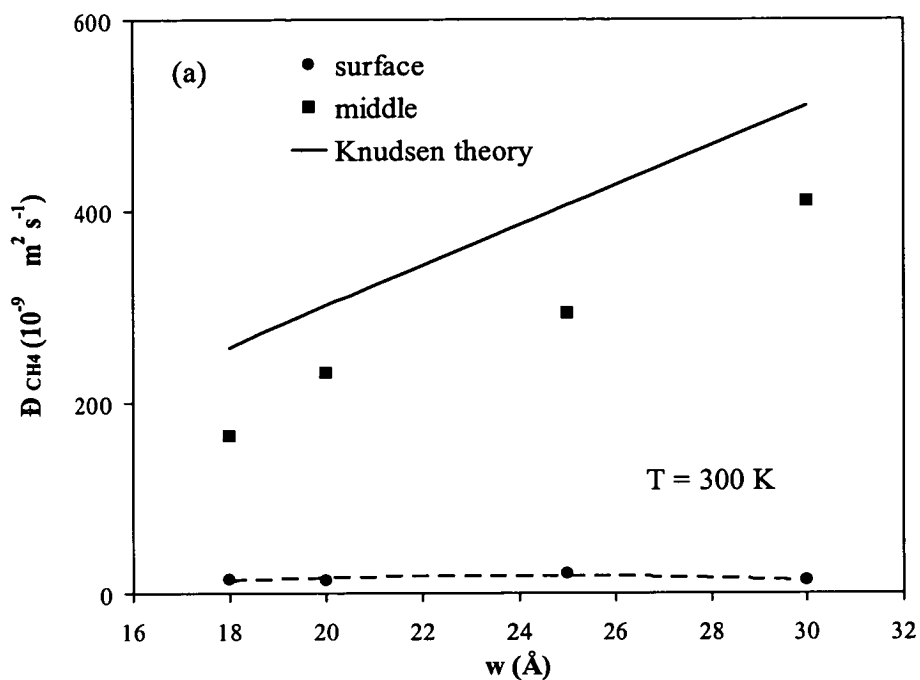 600
(a)
surface
middle
Knudsen theory
400
200
0
Đ CH4 (10⁻⁹ m² s⁻¹)
T = 300 K
16 18 20 22 24 26 28 30 32
w (Å)